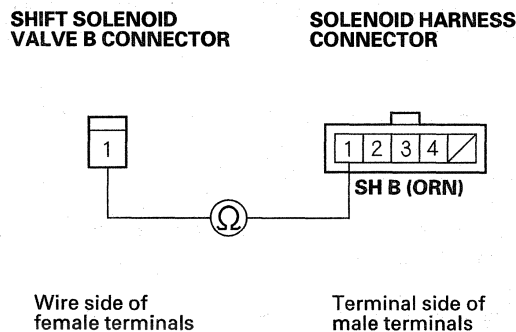 SHIFT SOLENOID
VALVE B CONNECTOR
SOLENOID HARNESS
CONNECTOR
1
1 2 3 4
SH B (ORN)
Ω
Wire side of
female terminals
Terminal side of
male terminals